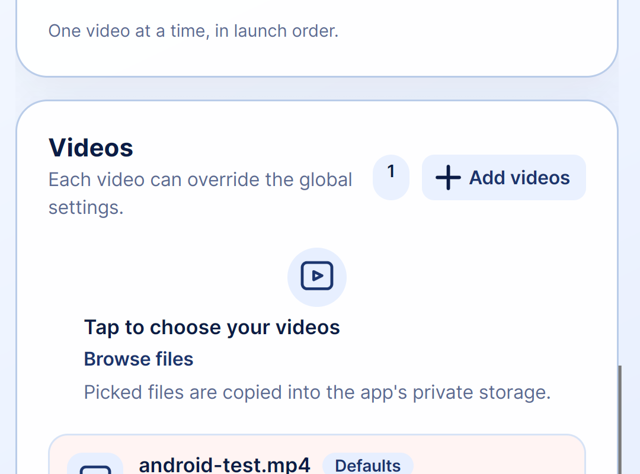 One video at a time, in launch order.
Videos
Each video can override the global
settings.
1
Add videos
Tap to choose your videos
Browse files
Picked files are copied into the app's private storage.
android-test.mp4 Defaults